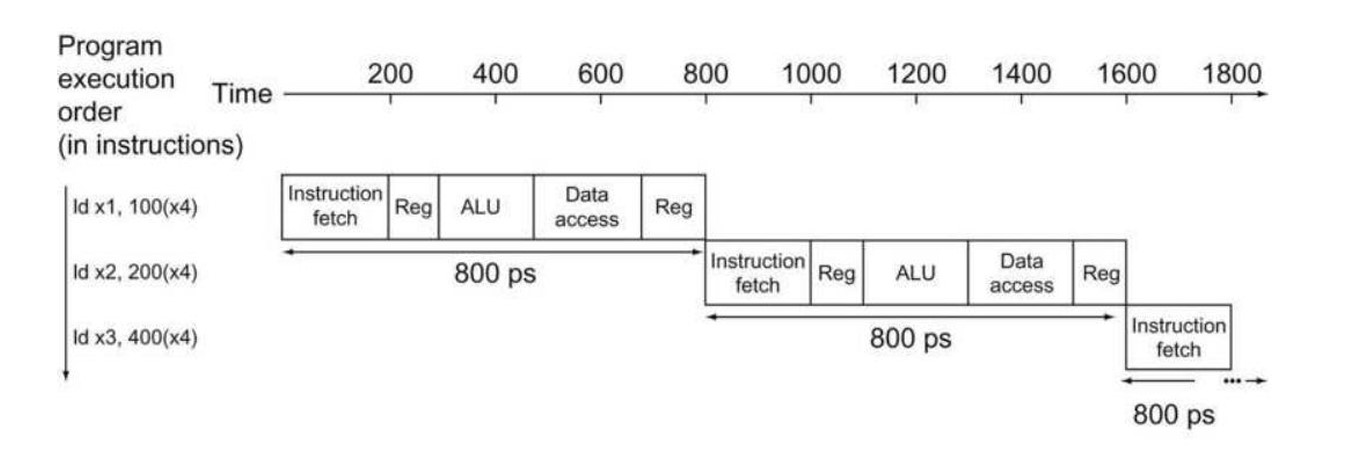 Program
execution
order
(in instructions)
Time
200 400 600 800 1000 1200 1400 1600 1800
ld x1, 100(x4)
Instruction
fetch
Reg
ALU
Data
access
Reg
800 ps
ld x2, 200(x4)
Instruction
fetch
Reg
ALU
Data
access
Reg
800 ps
ld x3, 400(x4)
Instruction
fetch
800 ps